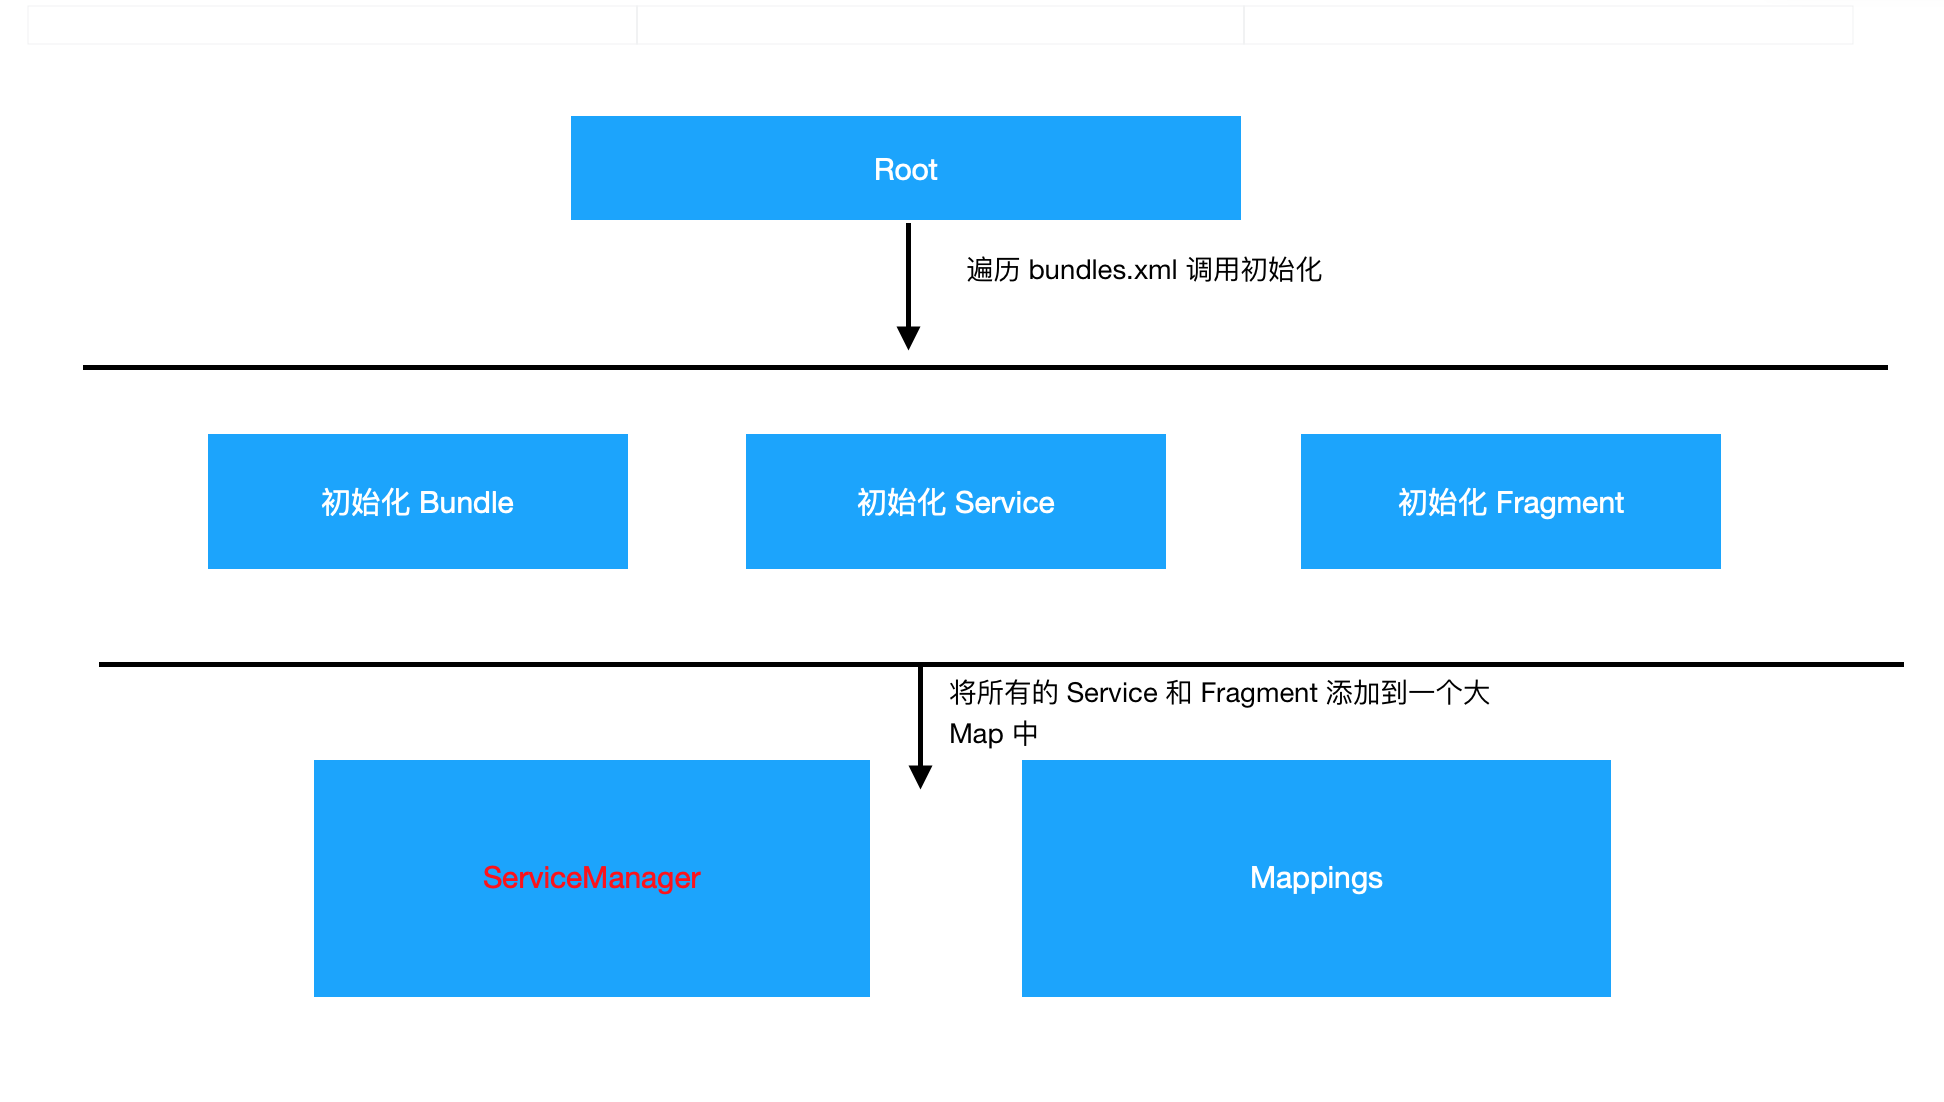 Root
遍历 bundles.xml 调用初始化
初始化 Bundle
初始化 Service
初始化 Fragment
将所有的 Service 和 Fragment 添加到一个大
Map 中
ServiceManager
Mappings